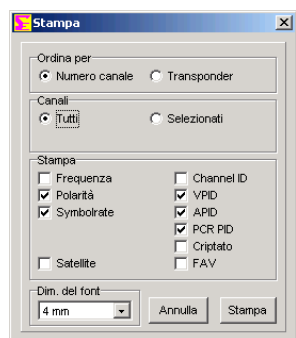 Stampa
Ordina per
Numero canale Transponder
Canali
Tutti Selezionati
Stampa
Frequenza Channel ID
Polarità VPID
Symbolrate APID
PCR PID
Criptato
Satellite FAV
Dim. del font
4 mm Annulla Stampa